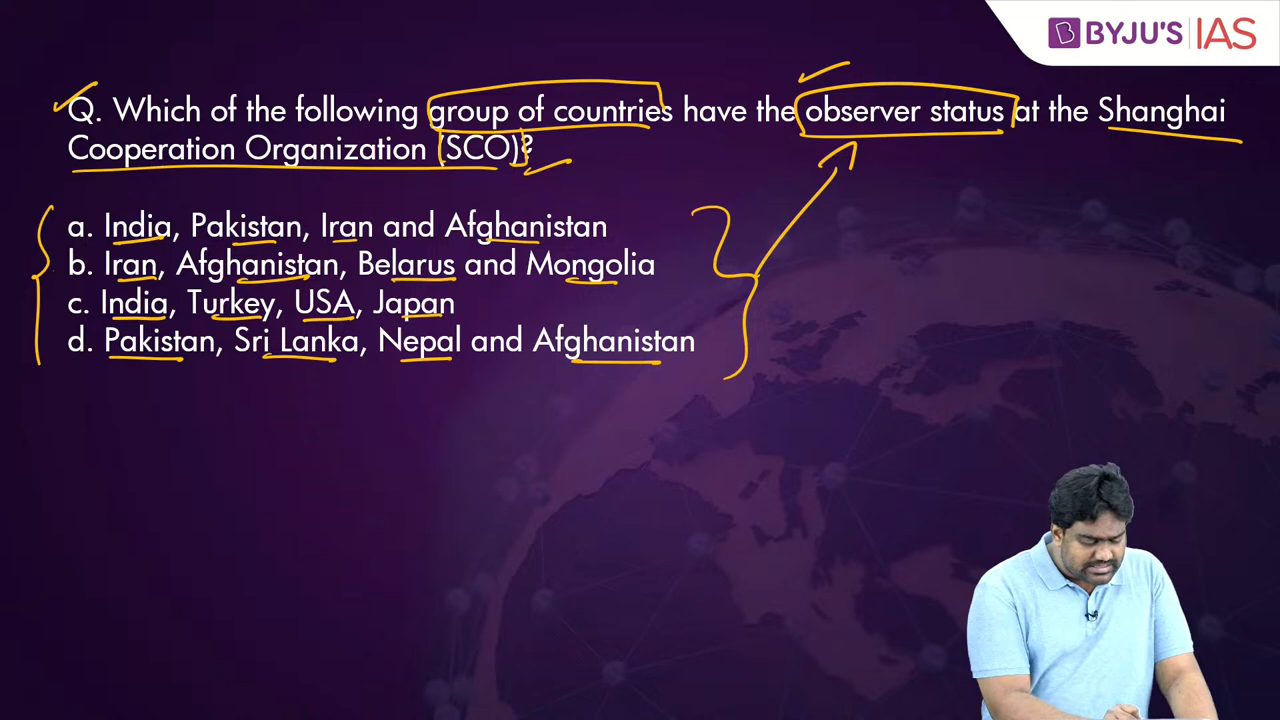 BYJU'S IAS
Q. Which of the following group of countries have the observer status at the Shanghai
Cooperation Organization (SCO)?
a. India, Pakistan, Iran and Afghanistan
b. Iran, Afghanistan, Belarus and Mongolia
c. India, Turkey, USA, Japan
d. Pakistan, Sri Lanka, Nepal and Afghanistan